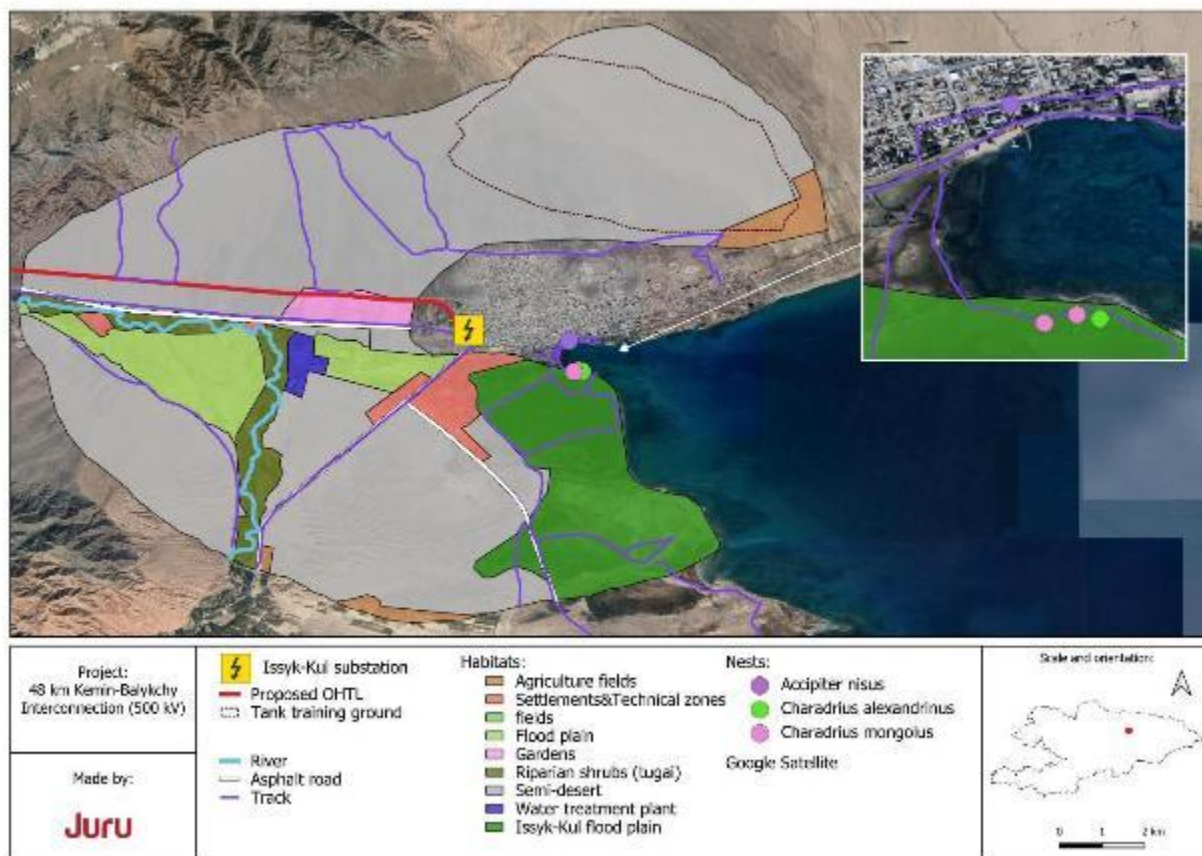 Project:
48 km Kemin-Balykchy
Interconnection (500 kV)
Made by:
Juru
Issyk-Kul substation
Proposed OHTL
Tank training ground
River
Asphalt road
Track
Habitats:
Agriculture fields
Settlements&Technical zones
fields
Flood plain
Gardens
Riparian shrubs (tugai)
Semi-desert
Water treatment plant
Issyk-Kul flood plain
Nests:
Accipiter nisus
Charadrius alexandrinus
Charadrius mongolus
Google Satellite
Scale and orientation:
0 1 2 km